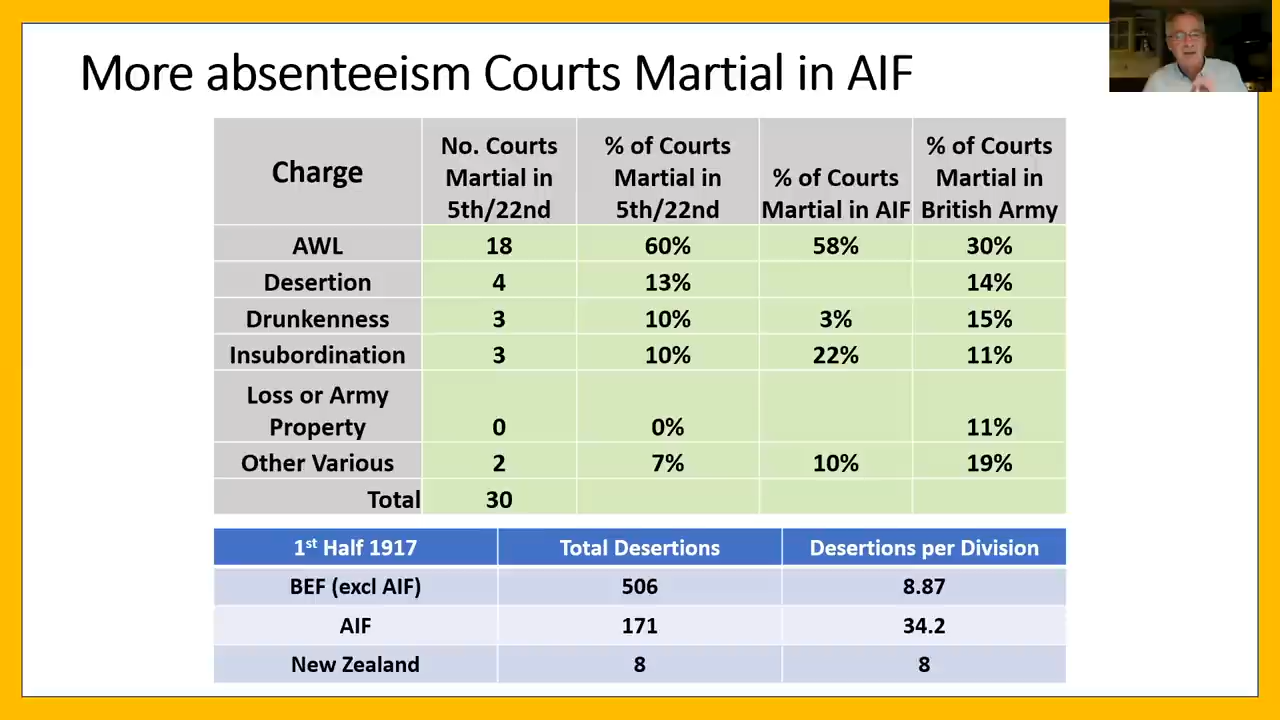 More absenteeism Courts Martial in AIF
Charge
No. Courts
Martial in
5th/22nd
% of Courts
Martial in
5th/22nd
% of Courts
Martial in AIF
% of Courts
Martial in
British Army
AWL 18 60% 58% 30%
Desertion 4 13% 14%
Drunkenness 3 10% 3% 15%
Insubordination 3 10% 22% 11%
Loss or Army
Property 0 0% 11%
Other Various 2 7% 10% 19%
Total 30
1st Half 1917 Total Desertions Desertions per Division
BEF (excl AIF) 506 8.87
AIF 171 34.2
New Zealand 8 8